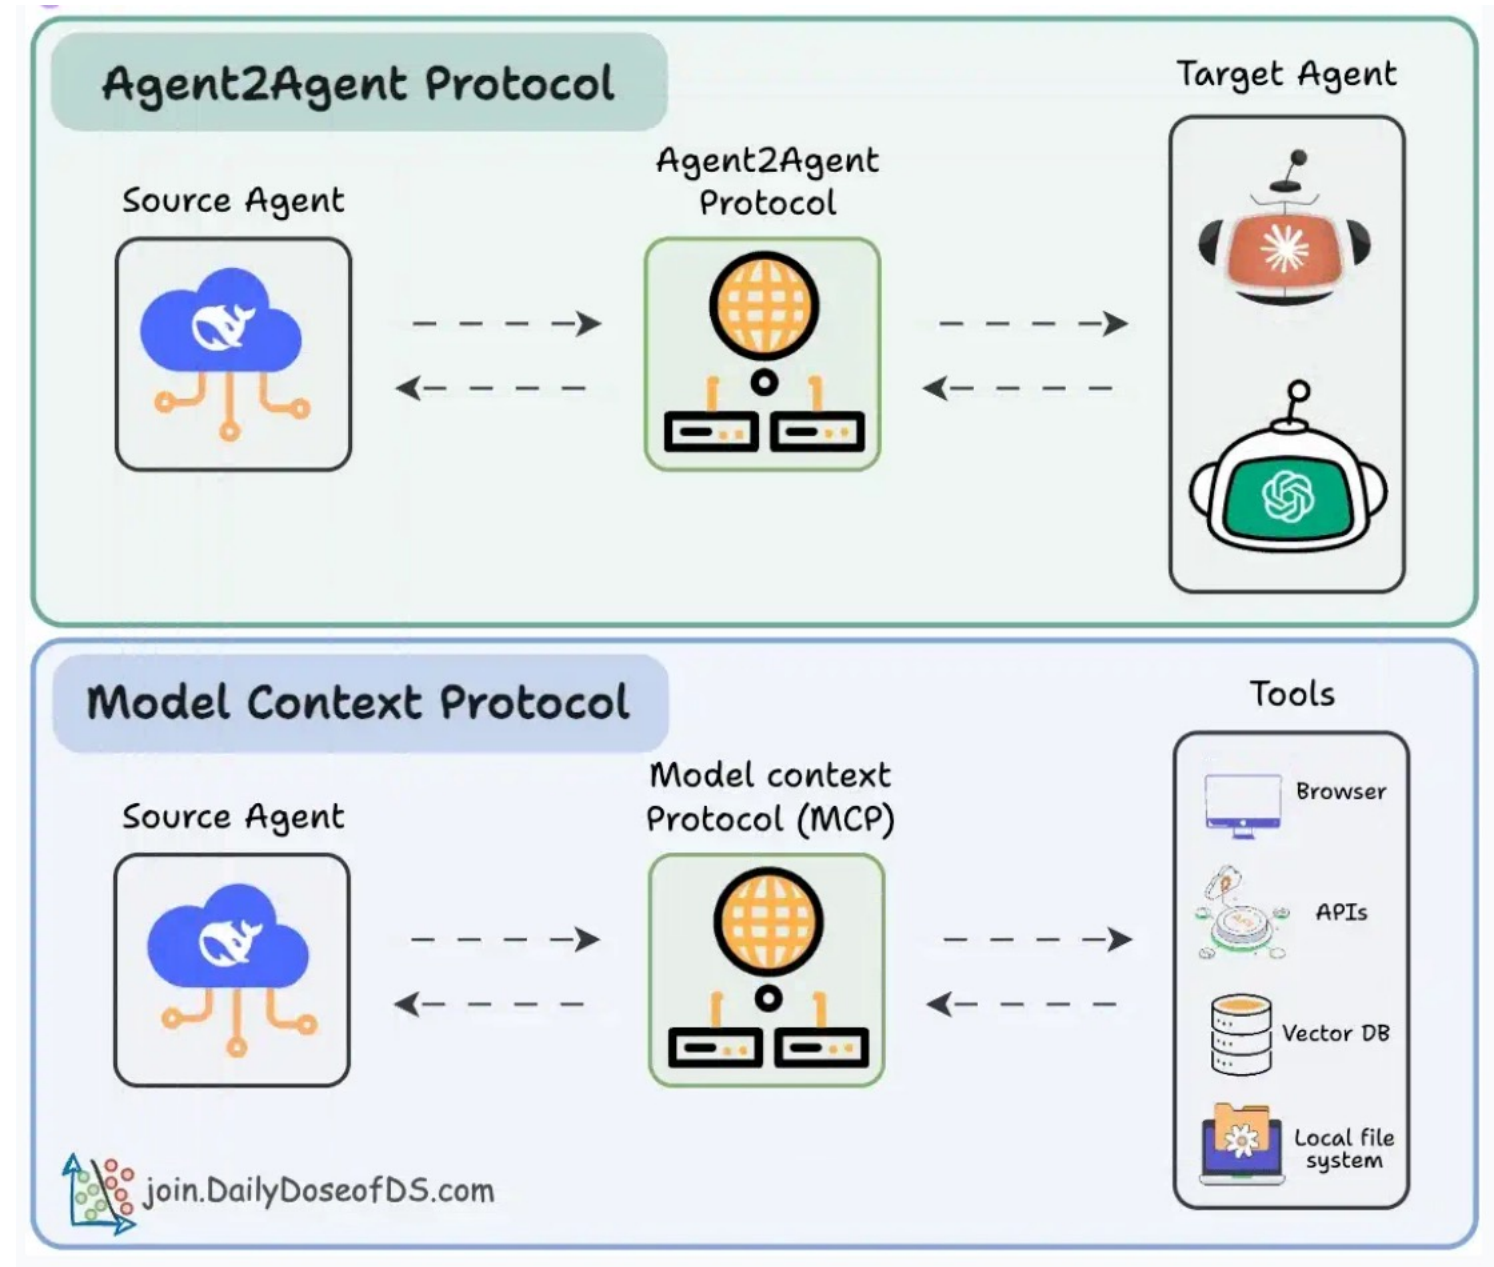 Agent2Agent Protocol
Target Agent
Agent2Agent
Protocol
Source Agent
Model Context Protocol
Tools
Model context
Protocol (MCP)
Source Agent
Browser
APIs
Vector DB
Local file
system
join.DailyDoseofDS.com